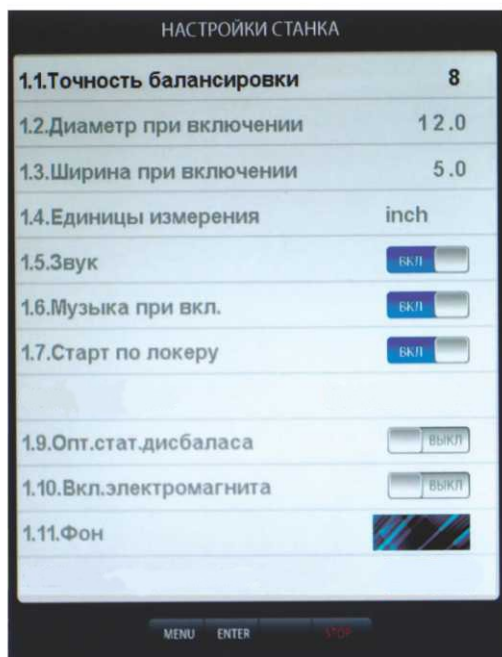 НАСТРОЙКИ СТАНКА
1.1.Точность балансировки 8
1.2.Диаметр при включении 12.0
1.3.Ширина при включении 5.0
1.4.Единицы измерения inch
1.5.Звук ВКЛ
1.6.Музыка при вкл. ВКЛ
1.7.Старт по локеру ВКЛ
1.9.Опт.стат.дисбаласа ВЫКЛ
1.10.Вкл.электромагнита ВЫКЛ
1.11.Фон
MENU ENTER STOP